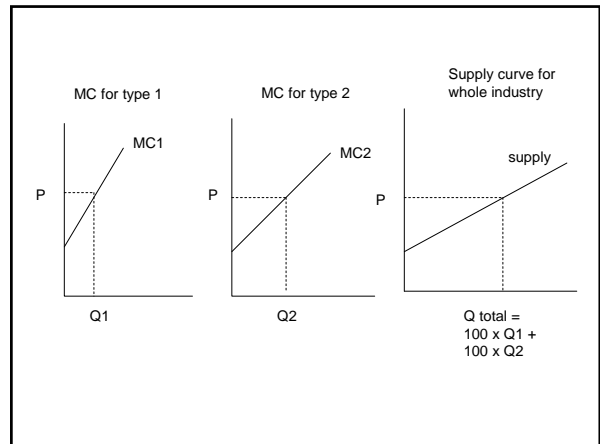 MC for type 1
MC1
P
Q1
MC for type 2
MC2
Q2
Supply curve for
whole industry
supply
P
Q total =
100 x Q1 +
100 x Q2